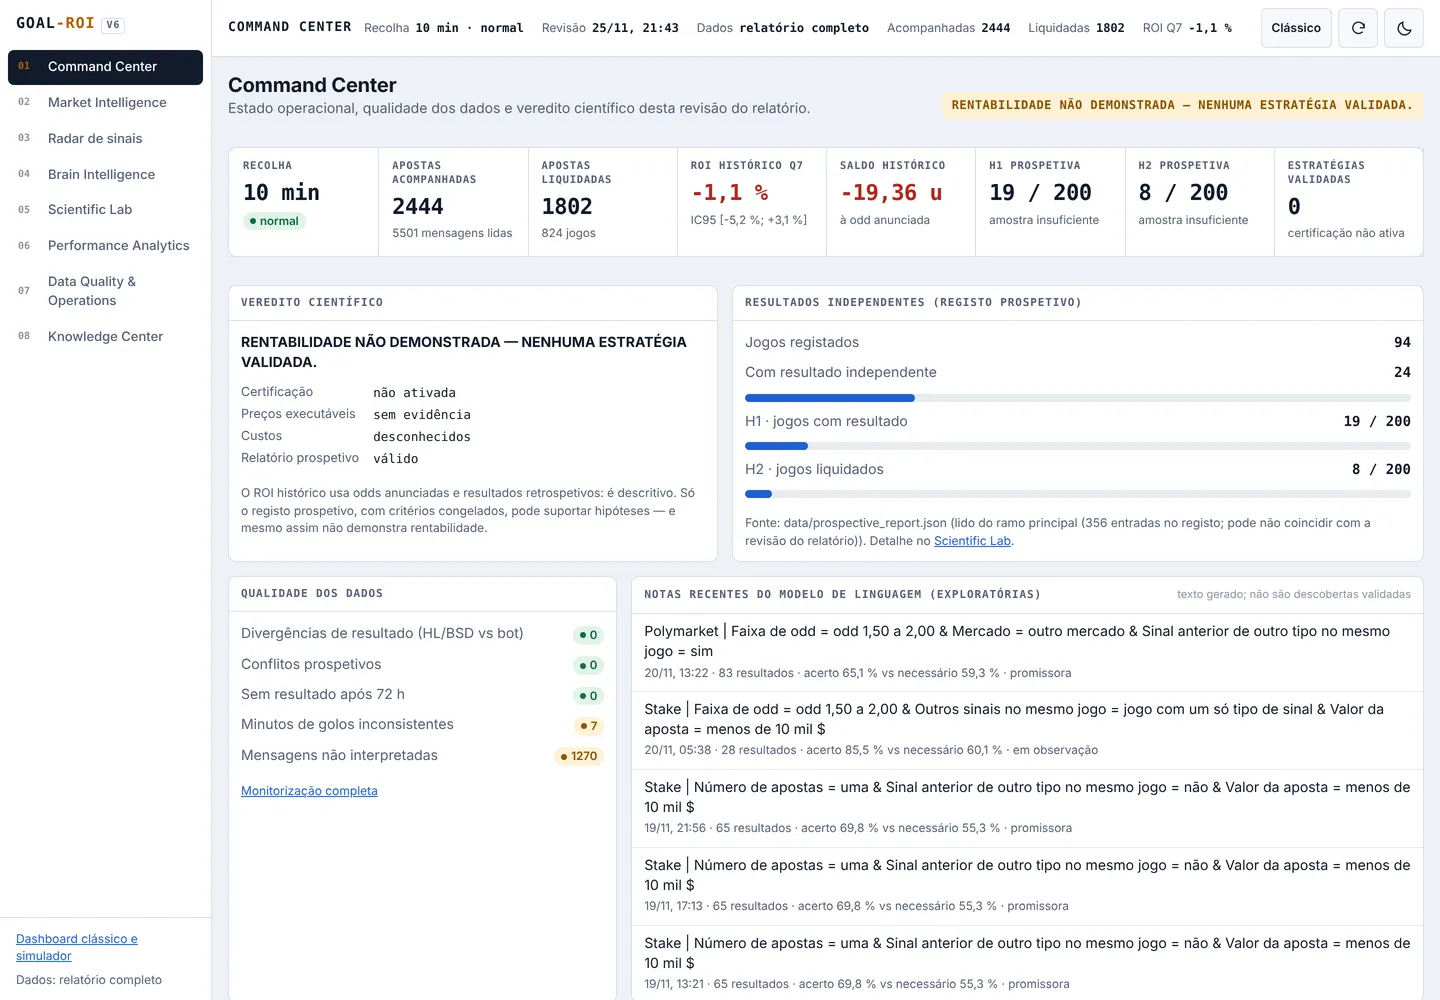 GOAL-ROI V6
01 Command Center
02 Market Intelligence
03 Radar de sinais
04 Brain Intelligence
05 Scientific Lab
06 Performance Analytics
07 Data Quality &
Operations
08 Knowledge Center
Dashboard clássico e
simulador
Dados: relatório completo
COMMAND CENTER Recolha 10 min · normal Revisão 25/11, 21:43 Dados relatório completo Acompanhadas 2444 Liquidadas 1802 ROI Q7 -1,1 % Clássico
Command Center
Estado operacional, qualidade dos dados e veredito científico desta revisão do relatório.
RENTABILIDADE NÃO DEMONSTRADA — NENHUMA ESTRATÉGIA VALIDADA.
RECOLHA
10 min
normal
APOSTAS
ACOMPANHADAS
2444
5501 mensagens lidas
APOSTAS
LIQUIDADAS
1802
824 jogos
ROI HISTÓRICO Q7
-1,1 %
IC95 [-5,2 %; +3,1 %]
SALDO HISTÓRICO
-19,36 u
à odd anunciada
H1 PROSPETIVA
19 / 200
amostra insuficiente
H2 PROSPETIVA
8 / 200
amostra insuficiente
ESTRATÉGIAS
VALIDADAS
0
certificação não ativa
VEREDITO CIENTÍFICO
RENTABILIDADE NÃO DEMONSTRADA — NENHUMA ESTRATÉGIA
VALIDADA.
Certificação não ativada
Preços executáveis sem evidência
Custos desconhecidos
Relatório prospetivo válido
O ROI histórico usa odds anunciadas e resultados retrospetivos: é descritivo. Só
o registo prospetivo, com critérios congelados, pode suportar hipóteses — e
mesmo assim não demonstra rentabilidade.
RESULTADOS INDEPENDENTES (REGISTO PROSPETIVO)
Jogos registados 94
Com resultado independente 24
H1 · jogos com resultado 19 / 200
H2 · jogos liquidados 8 / 200
Fonte: data/prospective_report.json (lido do ramo principal (356 entradas no registo; pode não coincidir com a
revisão do relatório)). Detalhe no Scientific Lab.
QUALIDADE DOS DADOS
Divergências de resultado (HL/BSD vs bot) 0
Conflitos prospetivos 0
Sem resultado após 72 h 0
Minutos de golos inconsistentes 7
Mensagens não interpretadas 1270
Monitorização completa
NOTAS RECENTES DO MODELO DE LINGUAGEM (EXPLORATÓRIAS) texto gerado; não são descobertas validadas
Polymarket | Faixa de odd = odd 1,50 a 2,00 & Mercado = outro mercado & Sinal anterior de outro tipo no mesmo
jogo = sim
20/11, 13:22 · 83 resultados · acerto 65,1 % vs necessário 59,3 % · promissora
Stake | Faixa de odd = odd 1,50 a 2,00 & Outros sinais no mesmo jogo = jogo com um só tipo de sinal & Valor da
aposta = menos de 10 mil $
20/11, 05:38 · 28 resultados · acerto 85,5 % vs necessário 60,1 % · em observação
Stake | Número de apostas = uma & Sinal anterior de outro tipo no mesmo jogo = não & Valor da aposta = menos de
10 mil $
19/11, 21:56 · 65 resultados · acerto 69,8 % vs necessário 55,3 % · promissora
Stake | Número de apostas = uma & Sinal anterior de outro tipo no mesmo jogo = não & Valor da aposta = menos de
10 mil $
19/11, 17:13 · 65 resultados · acerto 69,8 % vs necessário 55,3 % · promissora
Stake | Número de apostas = uma & Sinal anterior de outro tipo no mesmo jogo = não & Valor da aposta = menos de
10 mil $
19/11, 13:21 · 65 resultados · acerto 69,8 % vs necessário 55,3 % · promissora